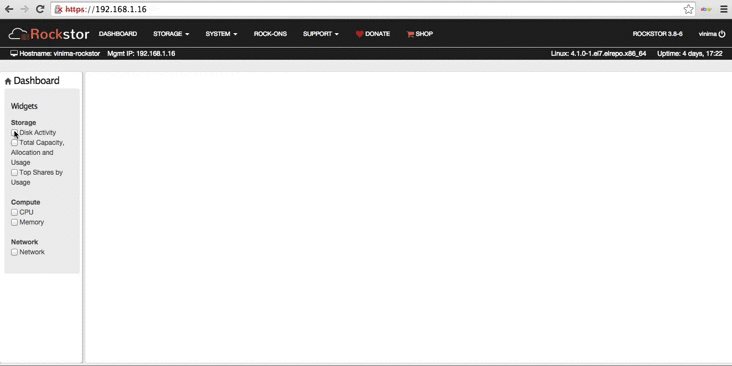 https://192.168.1.16
Rockstor DASHBOARD STORAGE SYSTEM ROCK-ONS SUPPORT DONATE SHOP ROCKSTOR 3.8-6 vinima
Hostname: vinima-rockstor Mgmt IP: 192.168.1.16 Linux: 4.1.0-1.el7.elrepo.x86_64 Uptime: 4 days, 17:22
Dashboard
Widgets
Storage
Disk Activity
Total Capacity,
Allocation and
Usage
Top Shares by
Usage
Compute
CPU
Memory
Network
Network